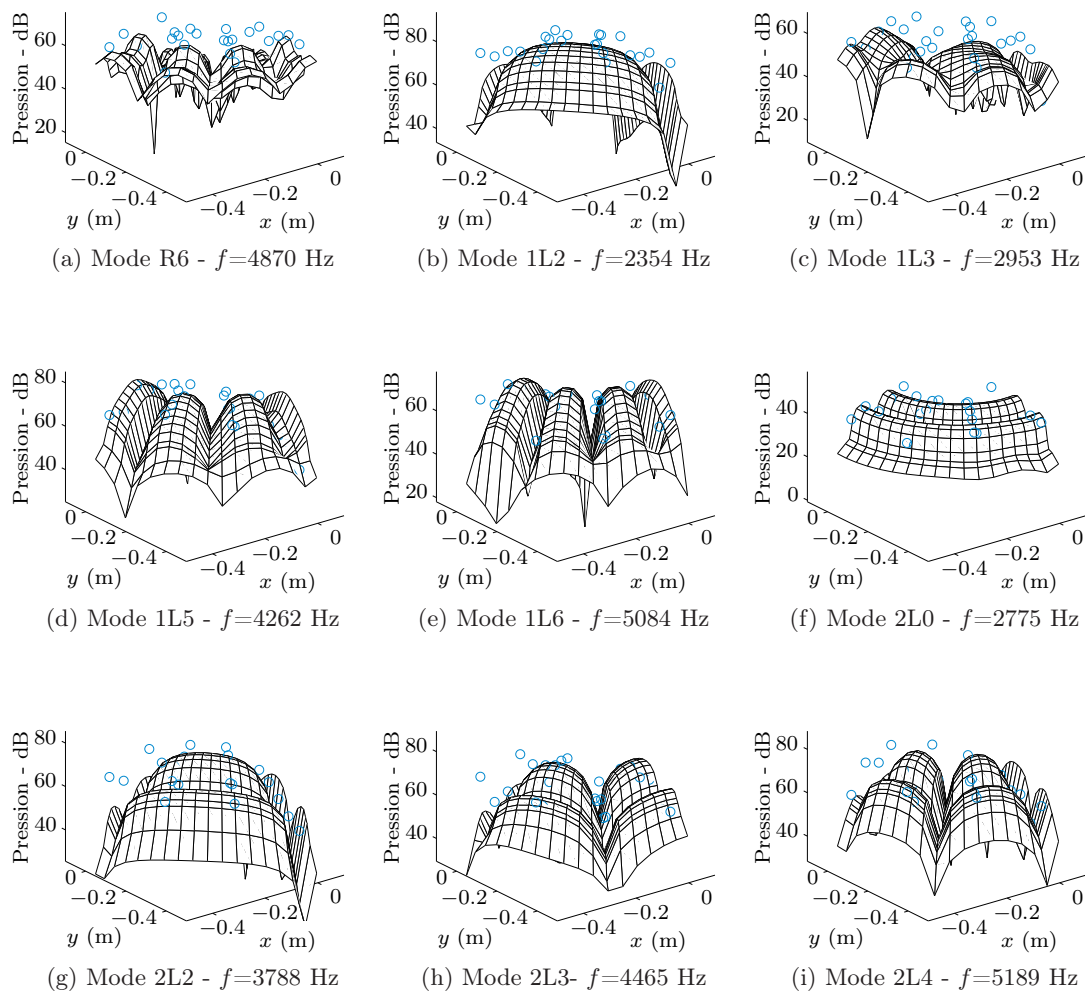 Pression - dB
60
40
20
0
−0.2
−0.4
y (m)
−0.4
−0.2
0
x (m)
(a) Mode R6 - f=4870 Hz
Pression - dB
80
60
40
0
−0.2
−0.4
y (m)
−0.4
−0.2
0
x (m)
(b) Mode 1L2 - f=2354 Hz
Pression - dB
60
40
20
0
−0.2
−0.4
y (m)
−0.4
−0.2
0
x (m)
(c) Mode 1L3 - f=2953 Hz
Pression - dB
80
60
40
0
−0.2
−0.4
y (m)
−0.4
−0.2
0
x (m)
(d) Mode 1L5 - f=4262 Hz
Pression - dB
60
40
20
0
−0.2
−0.4
y (m)
−0.4
−0.2
0
x (m)
(e) Mode 1L6 - f=5084 Hz
Pression - dB
40
20
0
0
−0.2
−0.4
y (m)
−0.4
−0.2
0
x (m)
(f) Mode 2L0 - f=2775 Hz
Pression - dB
80
60
40
0
−0.2
−0.4
y (m)
−0.4
−0.2
0
x (m)
(g) Mode 2L2 - f=3788 Hz
Pression - dB
80
60
40
0
−0.2
−0.4
y (m)
−0.4
−0.2
0
x (m)
(h) Mode 2L3- f=4465 Hz
Pression - dB
80
60
40
0
−0.2
−0.4
y (m)
−0.4
−0.2
0
x (m)
(i) Mode 2L4 - f=5189 Hz